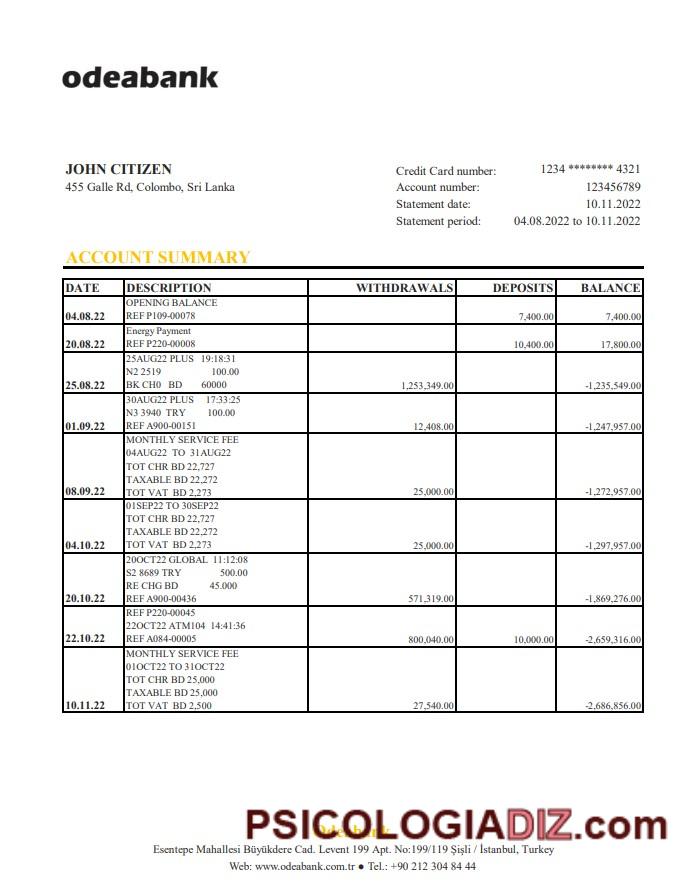 odeabank
JOHN CITIZEN
455 Galle Rd, Colombo, Sri Lanka
Credit Card number: 1234 ******** 4321
Account number: 123456789
Statement date: 10.11.2022
Statement period: 04.08.2022 to 10.11.2022
ACCOUNT SUMMARY
DATE DESCRIPTION WITHDRAWALS DEPOSITS BALANCE
OPENING BALANCE
04.08.22 REF P109-00078 7,400.00 7,400.00
Energy Payment
20.08.22 REF P220-00008 10,400.00 17,800.00
25AUG22 PLUS 19:18:31
N2 2519 100.00
25.08.22 BK CH0 BD 60000 1,253,349.00 -1,235,549.00
30AUG22 PLUS 17:33:25
N3 3940 TRY 100.00
01.09.22 REF A900-00151 12,408.00 -1,247,957.00
MONTHLY SERVICE FEE
04AUG22 TO 31AUG22
TOT CHR BD 22,727
TAXABLE BD 22,272
08.09.22 TOT VAT BD 2,273 25,000.00 -1,272,957.00
01SEP22 TO 30SEP22
TOT CHR BD 22,727
TAXABLE BD 22,272
04.10.22 TOT VAT BD 2,273 25,000.00 -1,297,957.00
20OCT22 GLOBAL 11:12:08
S2 8689 TRY 500.00
RE CHG BD 45.000
20.10.22 REF A900-00436 571,319.00 -1,869,276.00
REF P220-00045
22OCT22 ATM104 14:41:36
22.10.22 REF A084-00005 800,040.00 10,000.00 -2,659,316.00
MONTHLY SERVICE FEE
01OCT22 TO 31OCT22
TOT CHR BD 25,000
TAXABLE BD 25,000
10.11.22 TOT VAT BD 2,500 27,540.00 -2,686,856.00
PSICOLOGIADIZ.com
Odeabank
Esentepe Mahallesi Büyükdere Cad. Levent 199 Apt. No:199/119 Şişli / İstanbul, Turkey
Web: www.odeabank.com.tr ● Tel.: +90 212 304 84 44